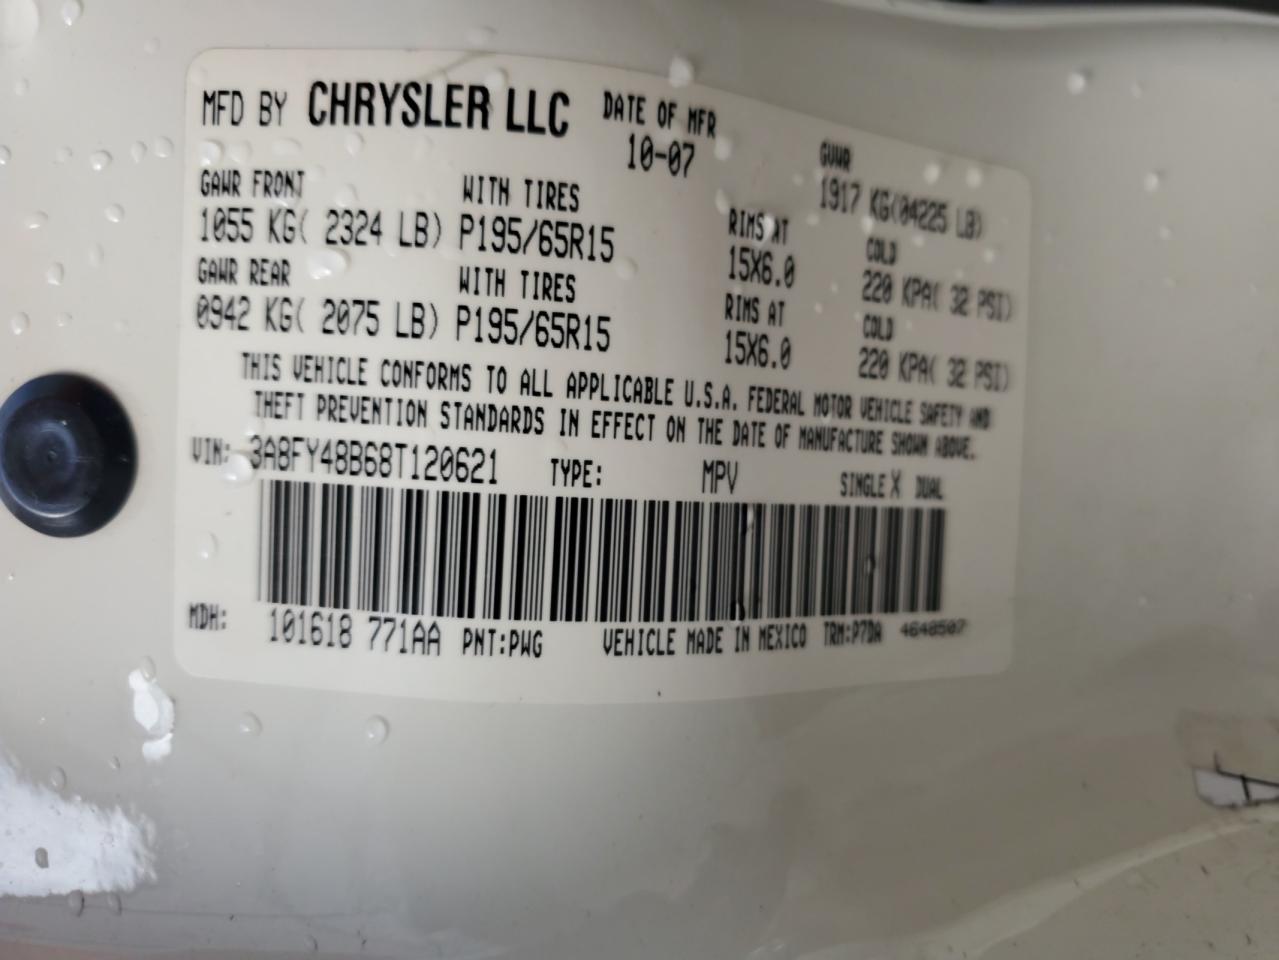 MFD BY CHRYSLER LLC DATE OF MFR GVWR
10-07 1917 KG(04225 LB)
GAWR FRONT WITH TIRES RIMS AT COLD
1055 KG( 2324 LB) P195/65R15 15X6.0 220 KPA( 32 PSI)
GAWR REAR WITH TIRES RIMS AT COLD
0942 KG( 2075 LB) P195/65R15 15X6.0 220 KPA( 32 PSI)
THIS VEHICLE CONFORMS TO ALL APPLICABLE U.S.A. FEDERAL MOTOR VEHICLE SAFETY AND
THEFT PREVENTION STANDARDS IN EFFECT ON THE DATE OF MANUFACTURE SHOWN ABOVE.
VIN: 3A8FY48B68T120621 TYPE: MPV SINGLE X DUAL
MDH: 101618 771AA PNT:PWG VEHICLE MADE IN MEXICO TRM:P7DA 4648507